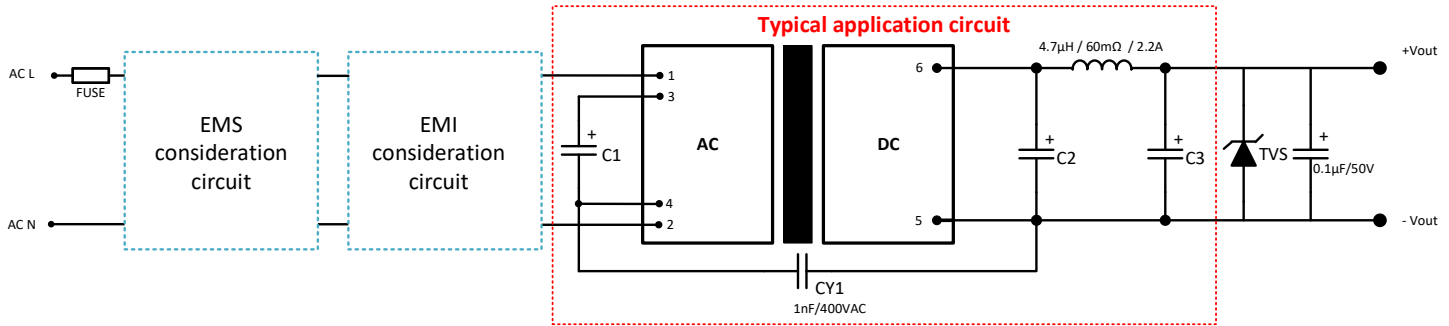 Typical application circuit
4.7µH / 60mΩ / 2.2A
+Vout
AC L
FUSE
1
3
6
EMS
consideration
circuit
EMI
consideration
circuit
+
C1
AC
DC
+
C2
+
C3
TVS
+
0.1µF/50V
4
2
5
AC N
- Vout
CY1
1nF/400VAC